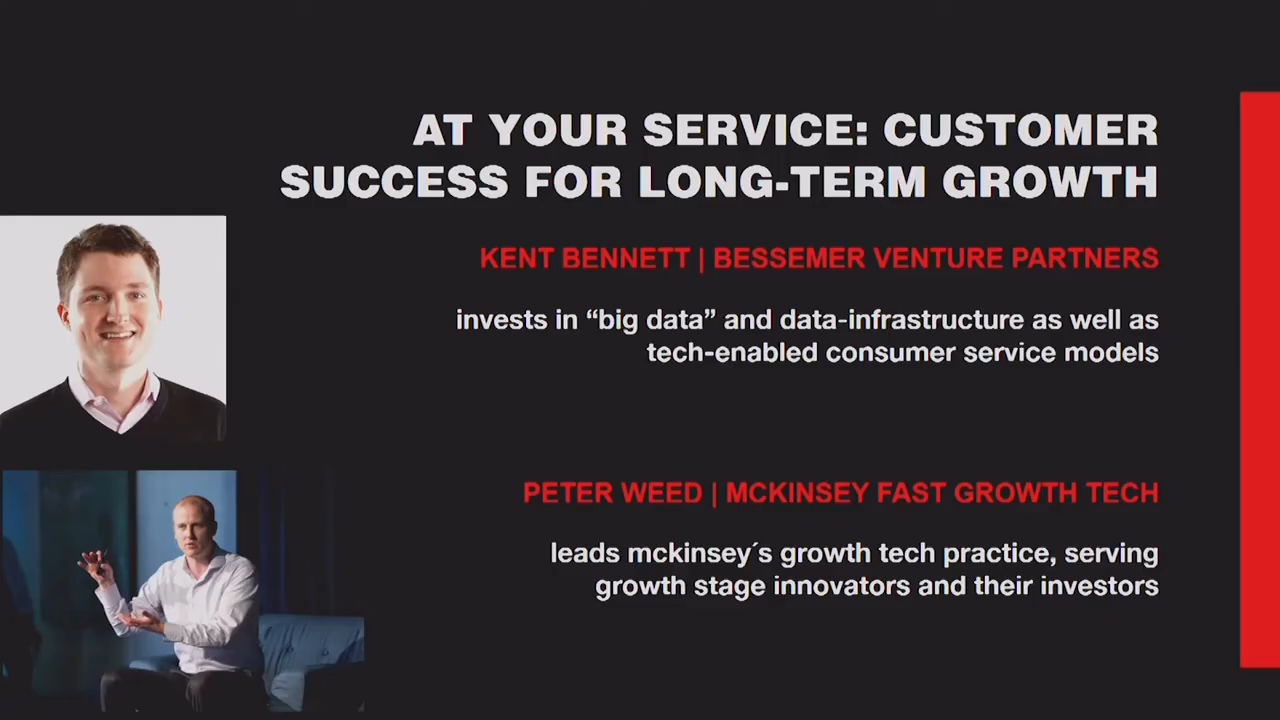 AT YOUR SERVICE: CUSTOMER
SUCCESS FOR LONG-TERM GROWTH
KENT BENNETT | BESSEMER VENTURE PARTNERS
invests in “big data” and data-infrastructure as well as
tech-enabled consumer service models
PETER WEED | MCKINSEY FAST GROWTH TECH
leads mckinsey´s growth tech practice, serving
growth stage innovators and their investors